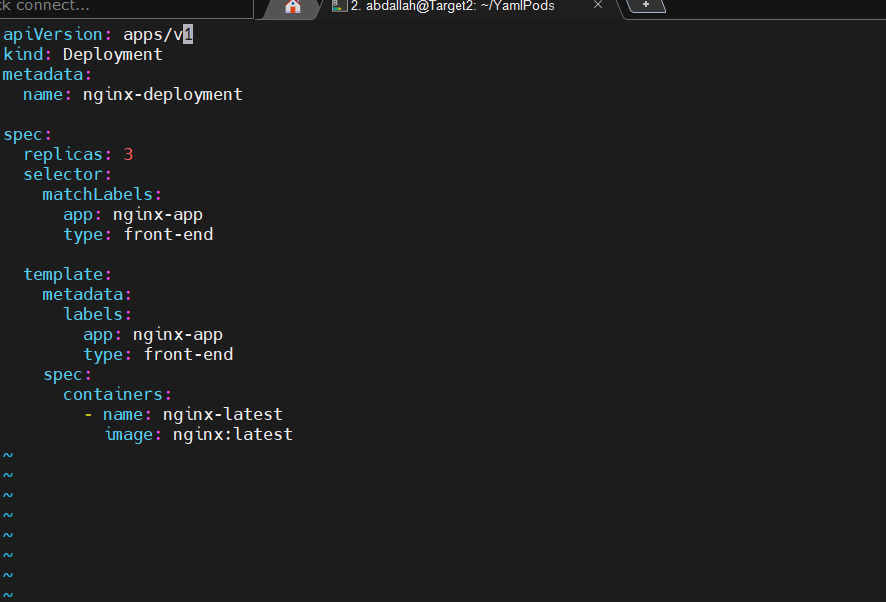 ck connect...
2. abdallah@Target2: ~/YamlPods
apiVersion: apps/v1
kind: Deployment
metadata:
  name: nginx-deployment

spec:
  replicas: 3
  selector:
    matchLabels:
      app: nginx-app
      type: front-end

  template:
    metadata:
      labels:
        app: nginx-app
        type: front-end
    spec:
      containers:
        - name: nginx-latest
          image: nginx:latest
~
~
~
~
~
~
~
~